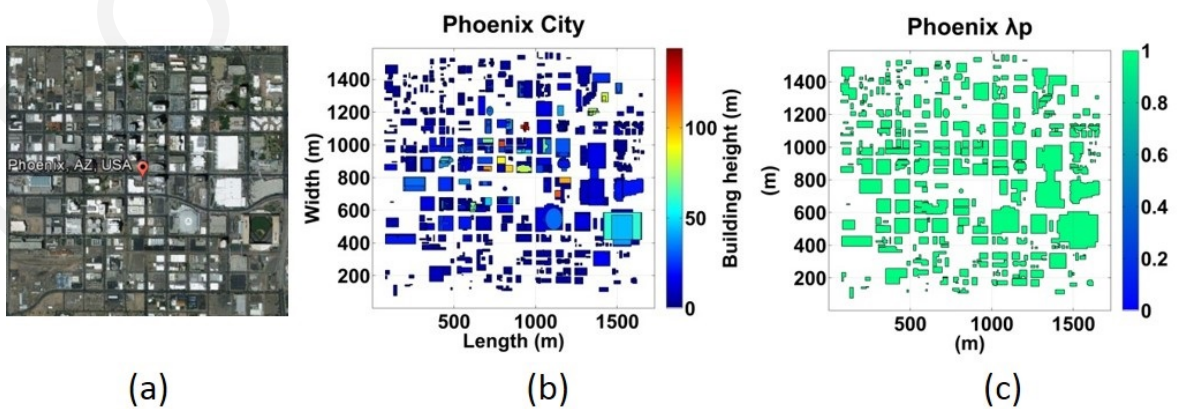 Phoenix, AZ, USA
(a)
Phoenix City
Width (m)
1400
1200
1000
800
600
400
200
500 1000 1500
Length (m)
Building height (m)
100
50
0
(b)
Phoenix λp
(m)
1400
1200
1000
800
600
400
200
500 1000 1500
(m)
1
0.8
0.6
0.4
0.2
0
(c)